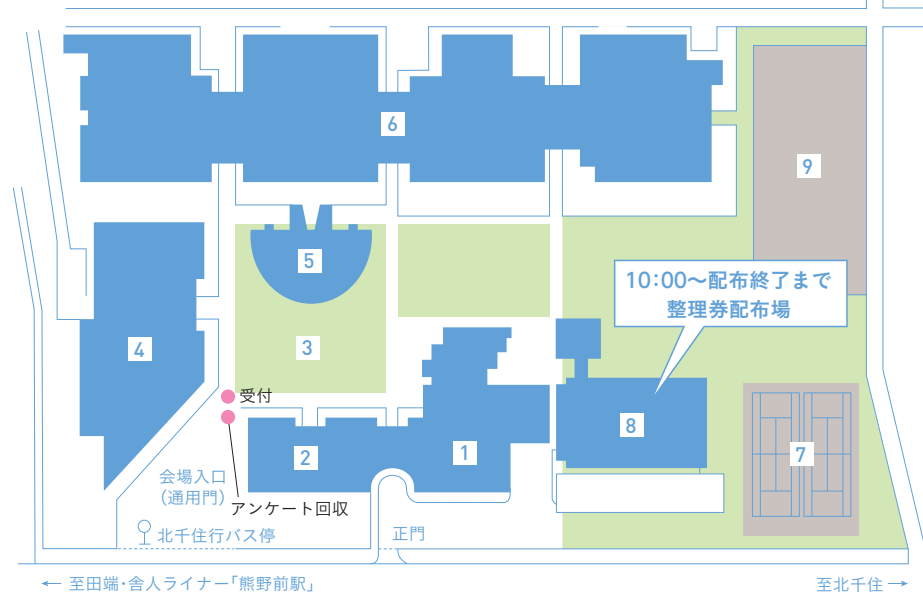 6
9
5
10:00〜配布終了まで
整理券配布場
4
3
受付
8
2
1
7
会場入口
(通用門)
アンケート回収
北千住行バス停
正門
← 至田端・舎人ライナー「熊野前駅」
至北千住 →